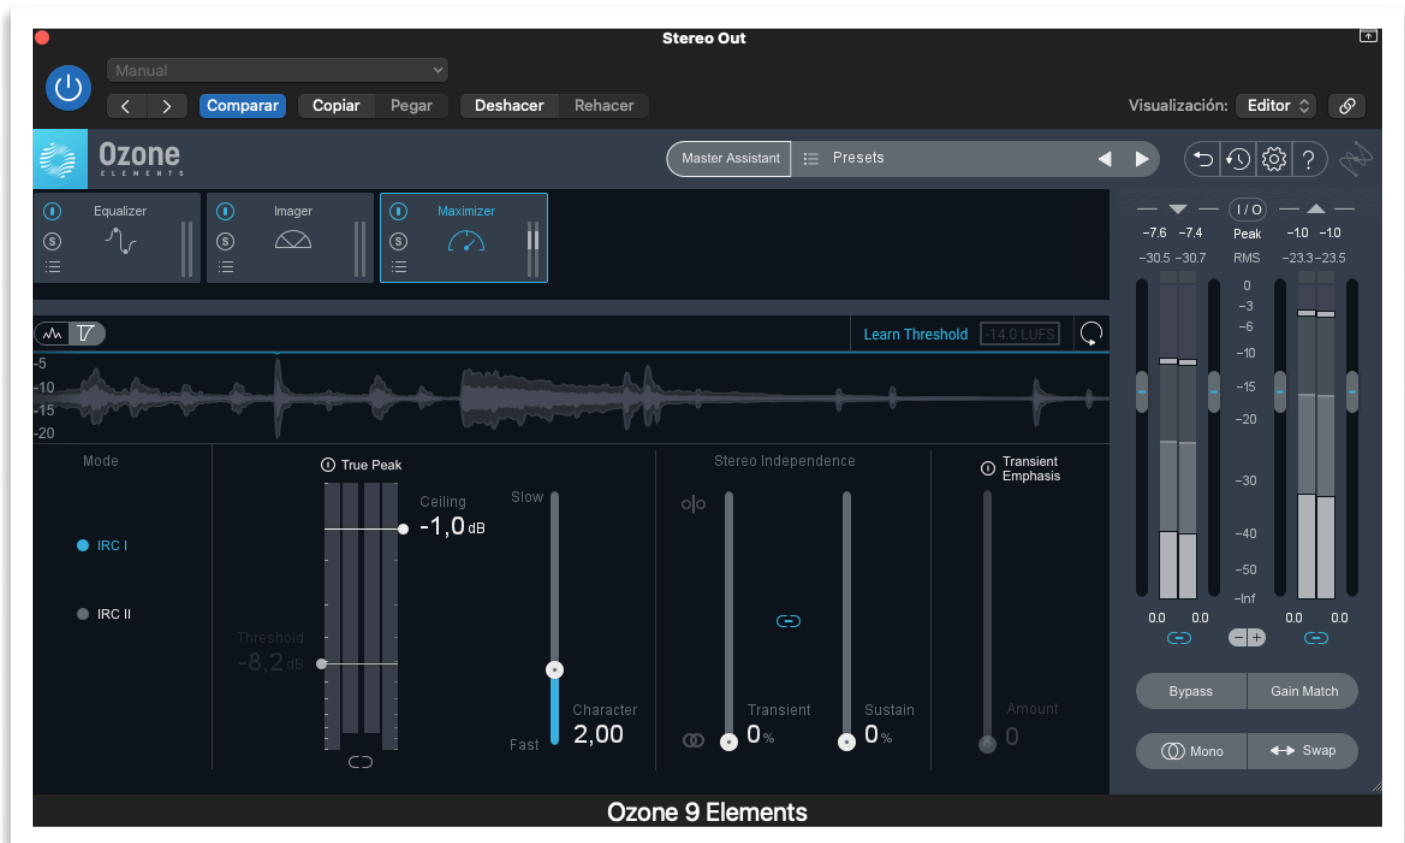 Stereo Out
Manual
Comparar Copiar Pegar Deshacer Rehacer
Visualización: Editor
Ozone
ELEMENTS
Master Assistant Presets
?
Equalizer
S
Imager
S
Maximizer
S
I/O
-7.6 -7.4 Peak -1.0 -1.0
-30.5 -30.7 RMS -23.3 -23.5
0
-3
-6
-10
-15
-20
-30
-40
-50
-Inf
0.0 0.0 0.0 0.0
Bypass Gain Match
Mono Swap
Learn Threshold -14.0 LUFS
-5
-10
-15
-20
Mode
IRC I
IRC II
True Peak
Ceiling
-1,0 dB
Threshold
-8,2 dB
Slow
Character
2,00
Fast
Stereo Independence
Transient
0 %
Sustain
0 %
Transient
Emphasis
Amount
0
Ozone 9 Elements